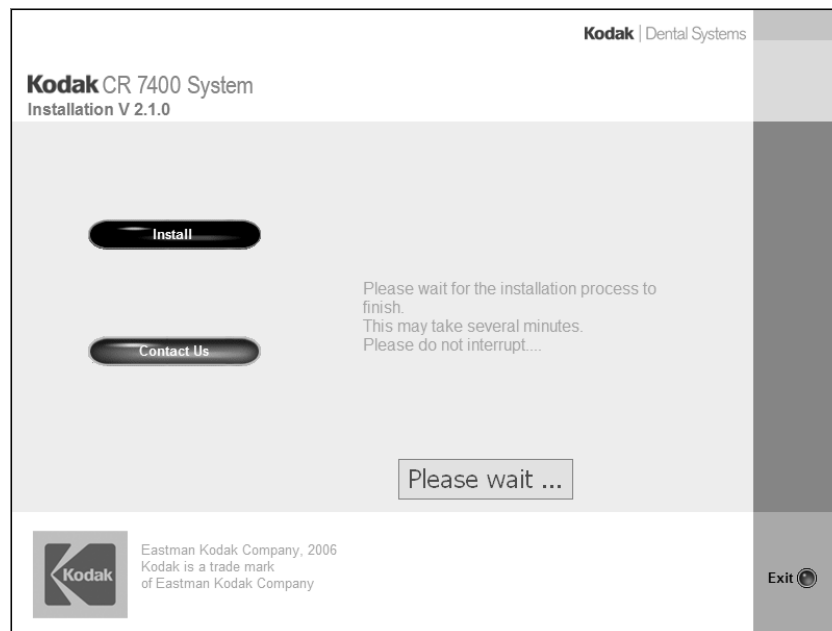 Kodak | Dental Systems
Kodak CR 7400 System
Installation V 2.1.0
Install
Please wait for the installation process to
finish.
This may take several minutes.
Please do not interrupt....
Contact Us
Please wait ...
Kodak
Eastman Kodak Company, 2006
Kodak is a trade mark
of Eastman Kodak Company
Exit